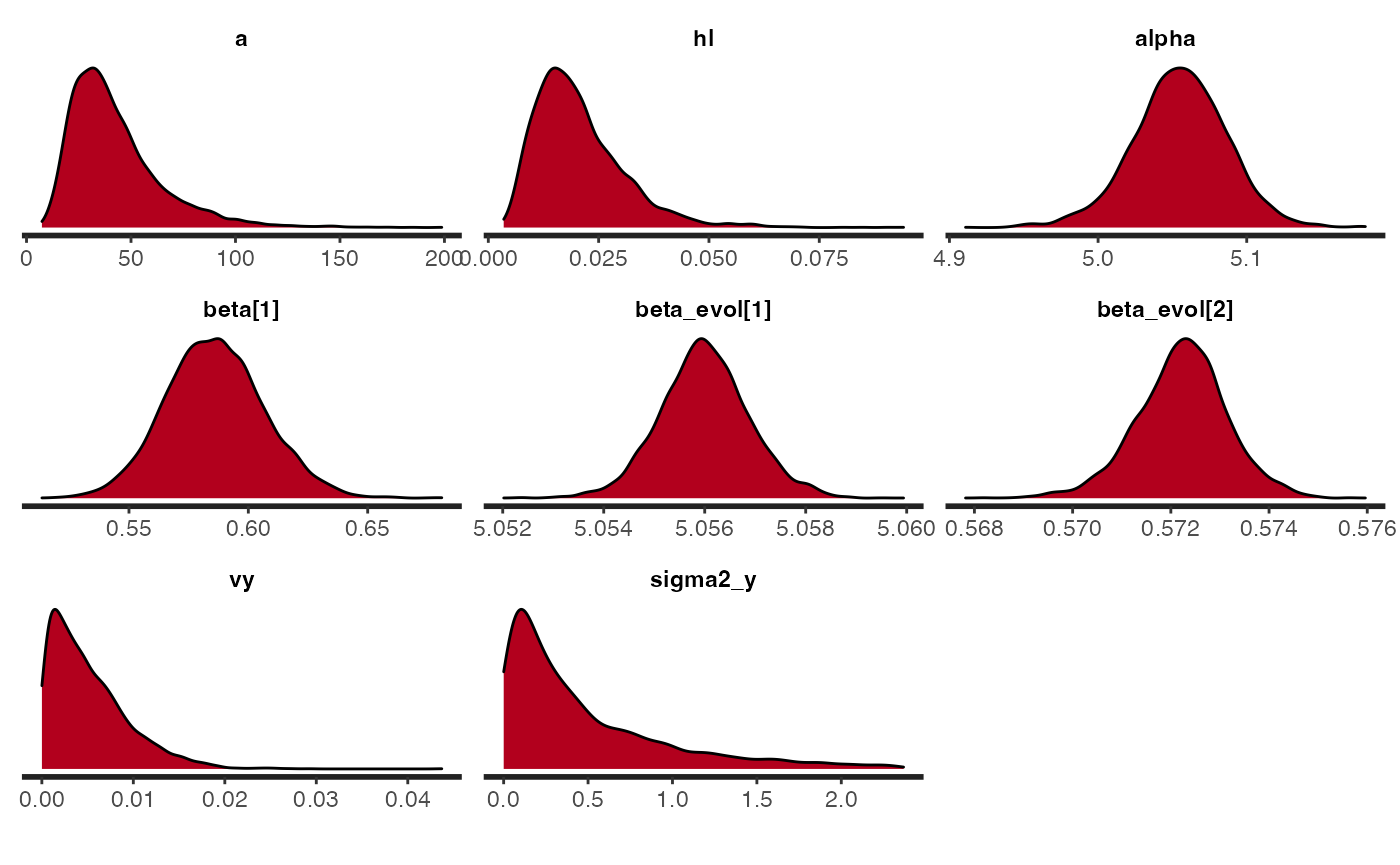 a hl alpha
0 50 100 150 200 0.000 0.025 0.050 0.075 4.9 5.0 5.1
beta[1] beta_evol[1] beta_evol[2]
0.55 0.60 0.65 5.052 5.054 5.056 5.058 5.060 0.568 0.570 0.572 0.574 0.576
vy sigma2_y
0.00 0.01 0.02 0.03 0.04 0.0 0.5 1.0 1.5 2.0